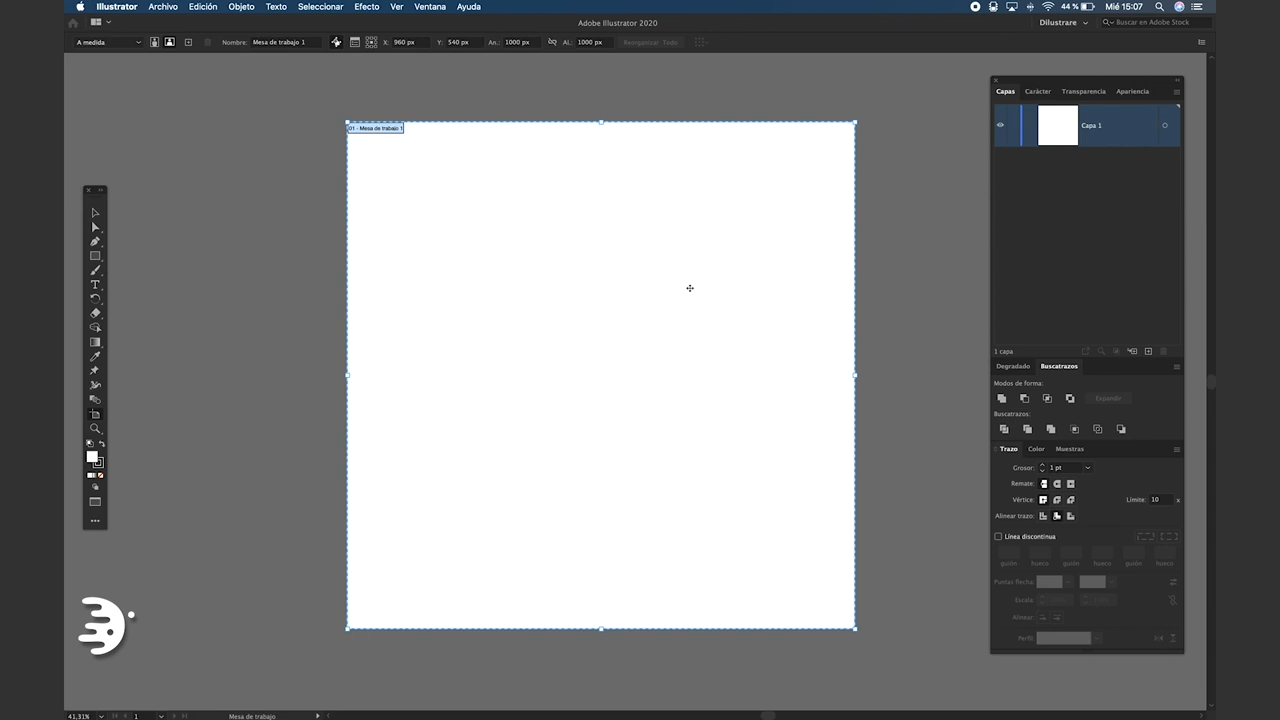 Illustrator Archivo Edición Objeto Texto Seleccionar Efecto Ver Ventana Ayuda 44 % Mié 15:07
Adobe Illustrator 2020 Dilustrare Buscar en Adobe Stock
A medida Nombre: Mesa de trabajo 1 X: 960 px Y: 540 px An.: 1000 px Al.: 1000 px Reorganizar Todo
01 - Mesa de trabajo 1
Capas Carácter Transparencia Apariencia
Capa 1
1 capa
Degradado Buscatrazos
Modos de forma:
Expandir
Buscatrazos:
Trazo Color Muestras
Grosor: 1 pt
Remate:
Vértice: Límite: 10 x
Alinear trazo:
Línea discontinua
guión hueco guión hueco guión hueco
Puntas flecha:
Escala:
Alinear:
Perfil:
41,31% 1 Mesa de trabajo